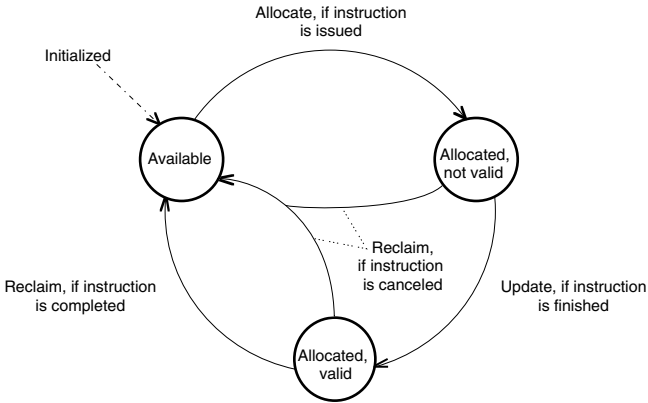 Allocate, if instruction
is issued
Initialized
Available
Allocated,
not valid
Reclaim,
if instruction
is canceled
Reclaim, if instruction
is completed
Update, if instruction
is finished
Allocated,
valid